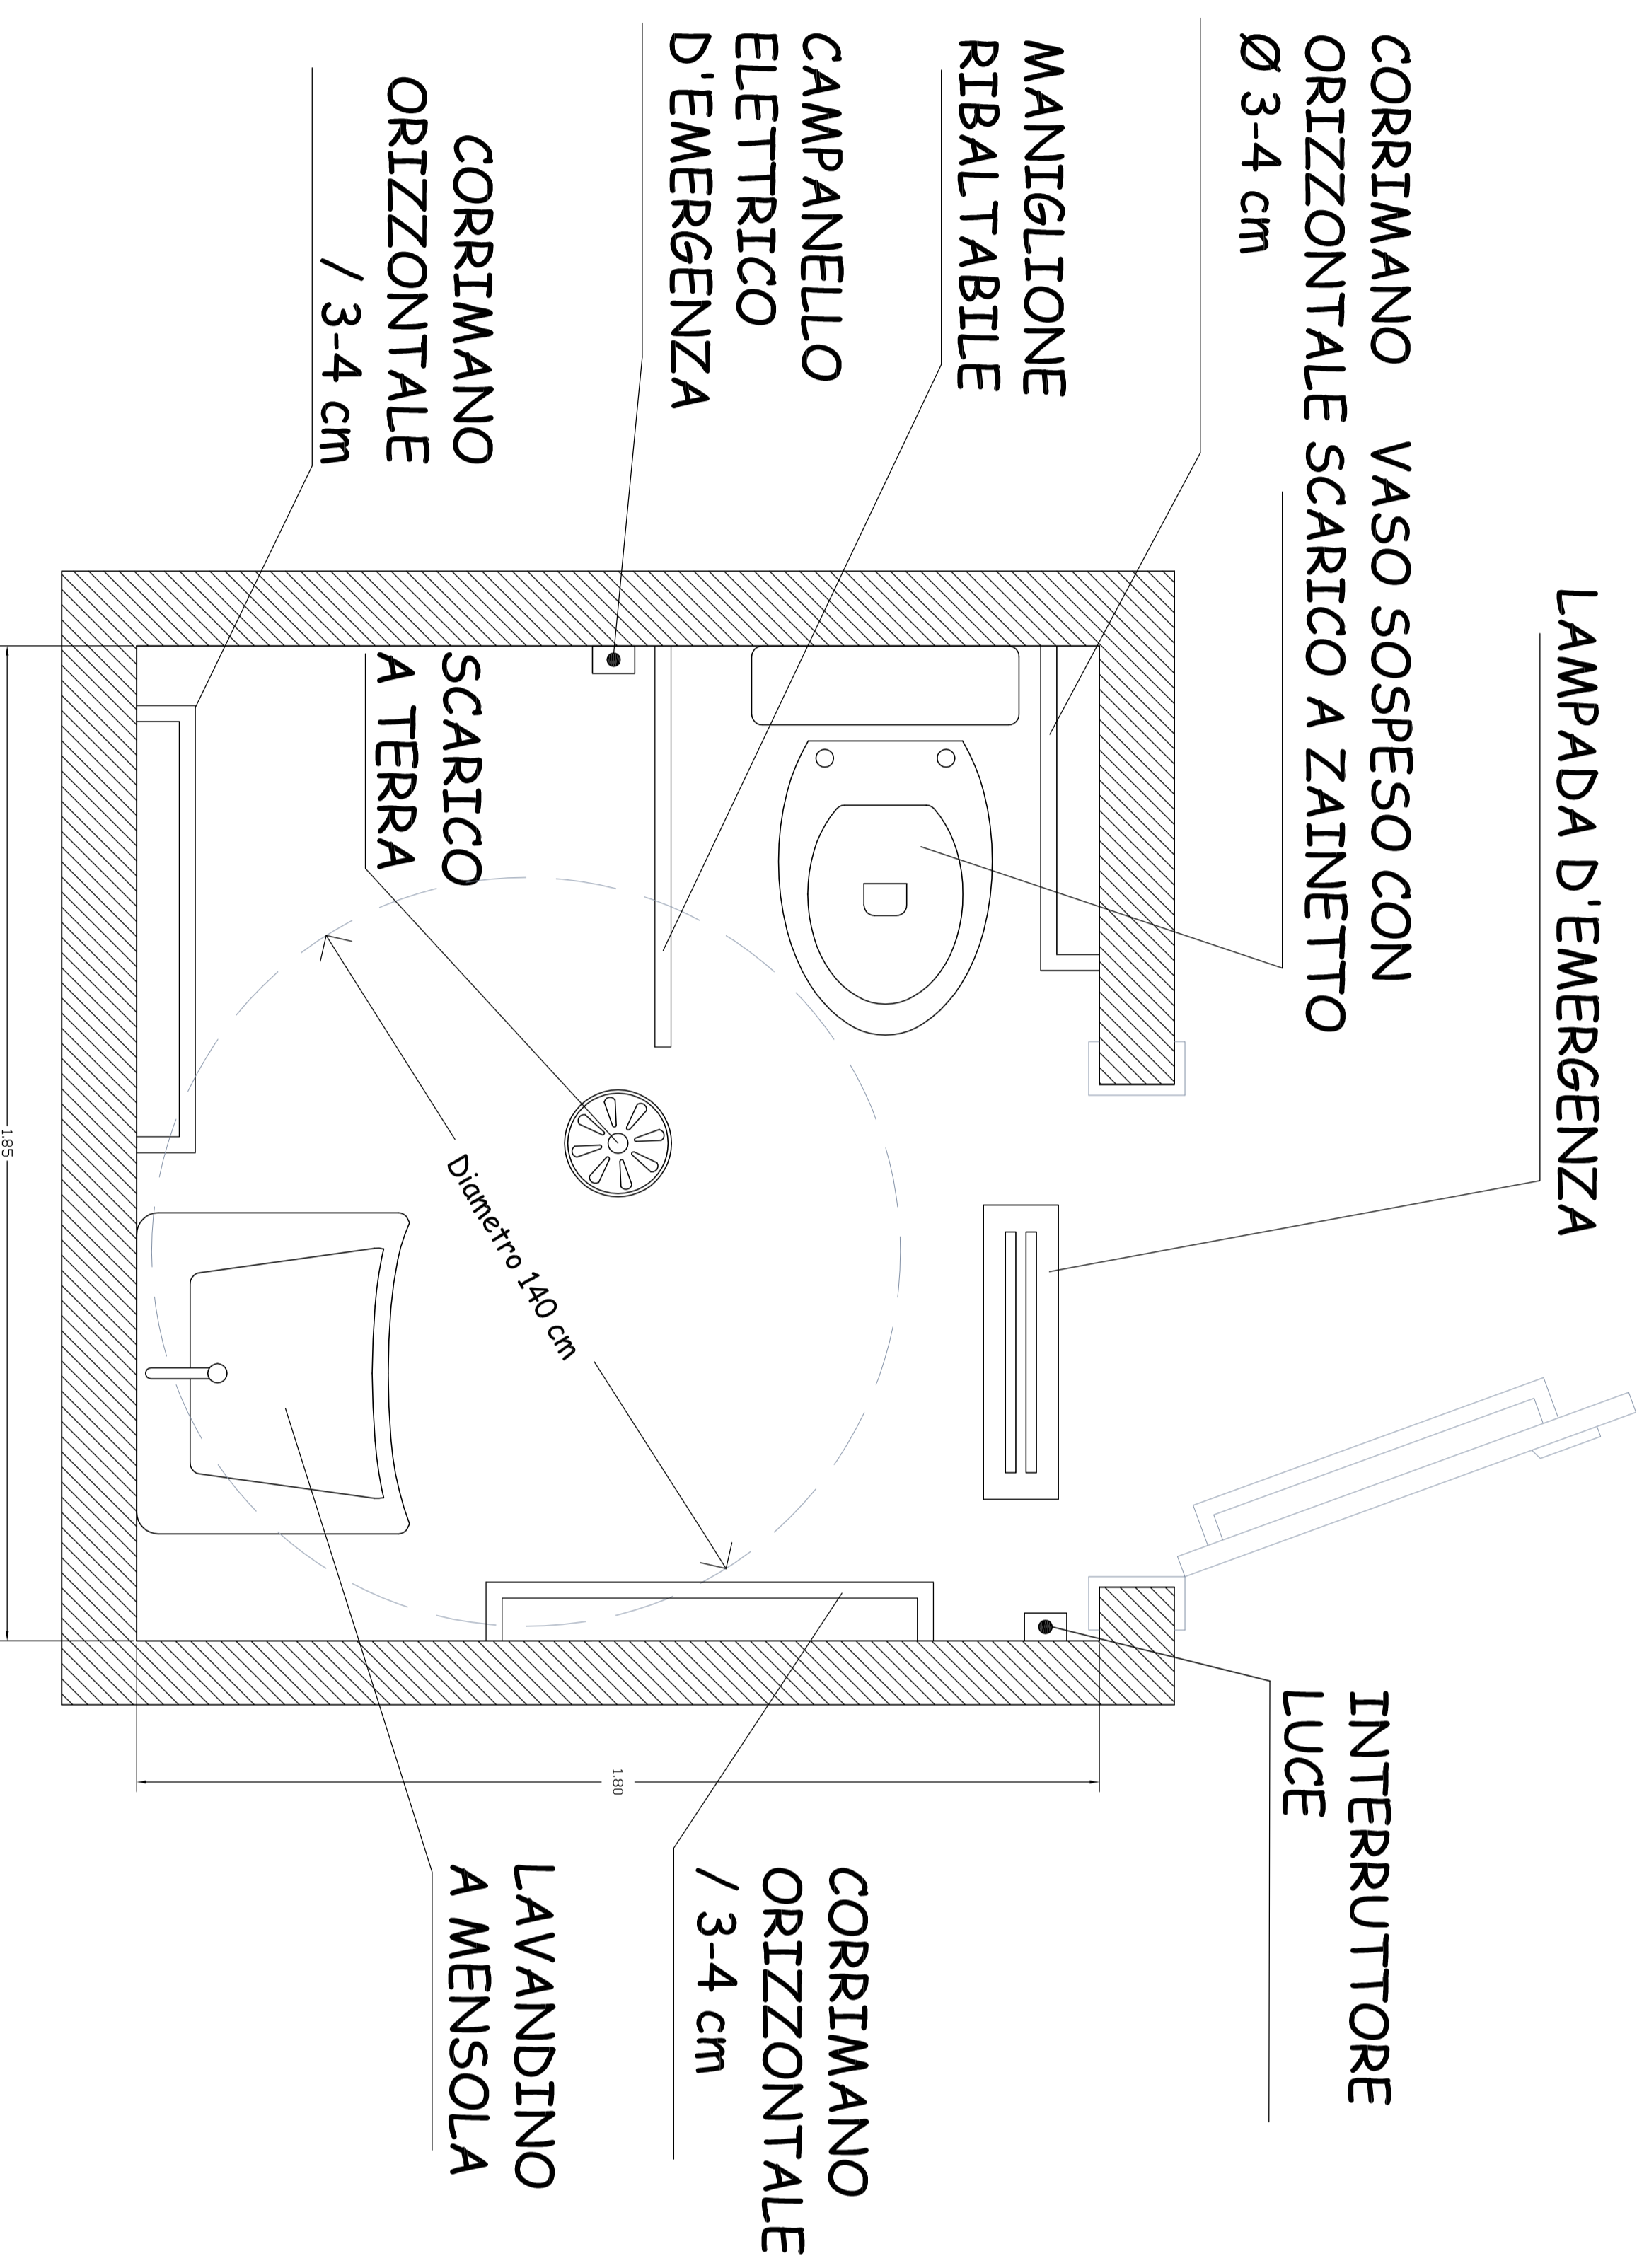 LAMPADA D'EMERGENZA
CORRIMANO
ORIZZONTALE
Ø 3-4 cm
VASO SOSPESO CON
SCARICO A ZAINETTO
MANIGLIONE
RIBALTABILE
CAMPANELLO
ELETTRICO
D'EMERGENZA
CORRIMANO
ORIZZONTALE
/ 3-4 cm
SCARICO
A TERRA
Diametro 140 cm
INTERRUTTORE
LUCE
CORRIMANO
ORIZZONTALE
/ 3-4 cm
LAVANDINO
A MENSOLA
1.80
1.85